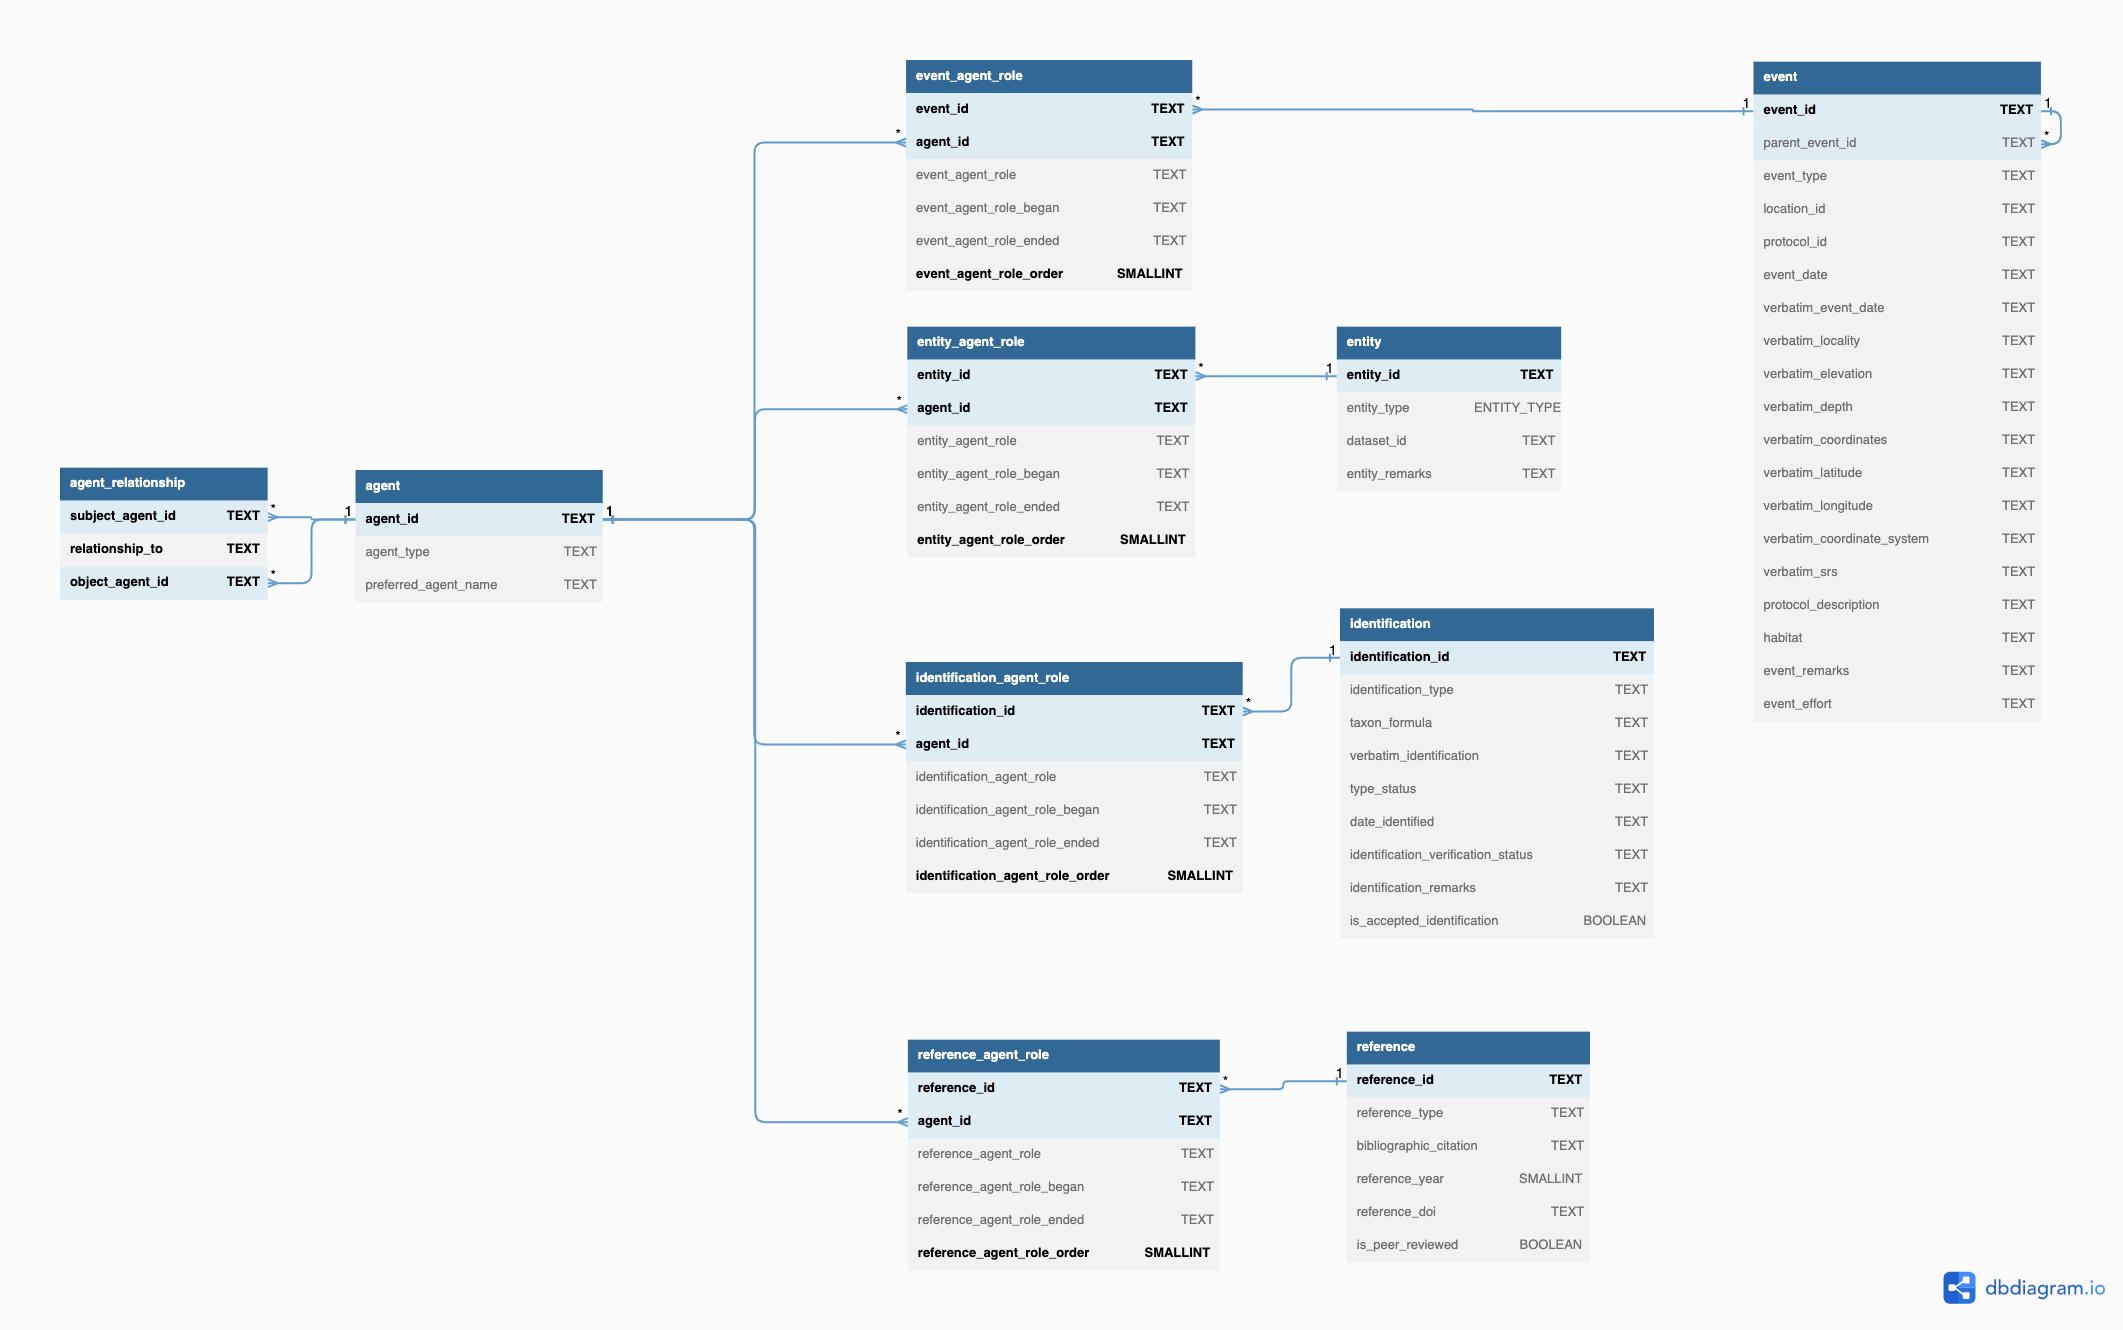 event_agent_role
event_id TEXT
agent_id TEXT
event_agent_role TEXT
event_agent_role_began TEXT
event_agent_role_ended TEXT
event_agent_role_order SMALLINT
*
*
1
event
event_id TEXT
parent_event_id TEXT
event_type TEXT
location_id TEXT
protocol_id TEXT
event_date TEXT
verbatim_event_date TEXT
verbatim_locality TEXT
verbatim_elevation TEXT
verbatim_depth TEXT
verbatim_coordinates TEXT
verbatim_latitude TEXT
verbatim_longitude TEXT
verbatim_coordinate_system TEXT
verbatim_srs TEXT
protocol_description TEXT
habitat TEXT
event_remarks TEXT
event_effort TEXT
1
*
entity_agent_role
entity_id TEXT
agent_id TEXT
entity_agent_role TEXT
entity_agent_role_began TEXT
entity_agent_role_ended TEXT
entity_agent_role_order SMALLINT
*
*
1
entity
entity_id TEXT
entity_type ENTITY_TYPE
dataset_id TEXT
entity_remarks TEXT
agent_relationship
subject_agent_id TEXT
relationship_to TEXT
object_agent_id TEXT
*
*
1
agent
agent_id TEXT
agent_type TEXT
preferred_agent_name TEXT
1
identification_agent_role
identification_id TEXT
agent_id TEXT
identification_agent_role TEXT
identification_agent_role_began TEXT
identification_agent_role_ended TEXT
identification_agent_role_order SMALLINT
*
*
1
identification
identification_id TEXT
identification_type TEXT
taxon_formula TEXT
verbatim_identification TEXT
type_status TEXT
date_identified TEXT
identification_verification_status TEXT
identification_remarks TEXT
is_accepted_identification BOOLEAN
reference_agent_role
reference_id TEXT
agent_id TEXT
reference_agent_role TEXT
reference_agent_role_began TEXT
reference_agent_role_ended TEXT
reference_agent_role_order SMALLINT
*
*
1
reference
reference_id TEXT
reference_type TEXT
bibliographic_citation TEXT
reference_year SMALLINT
reference_doi TEXT
is_peer_reviewed BOOLEAN
dbdiagram.io